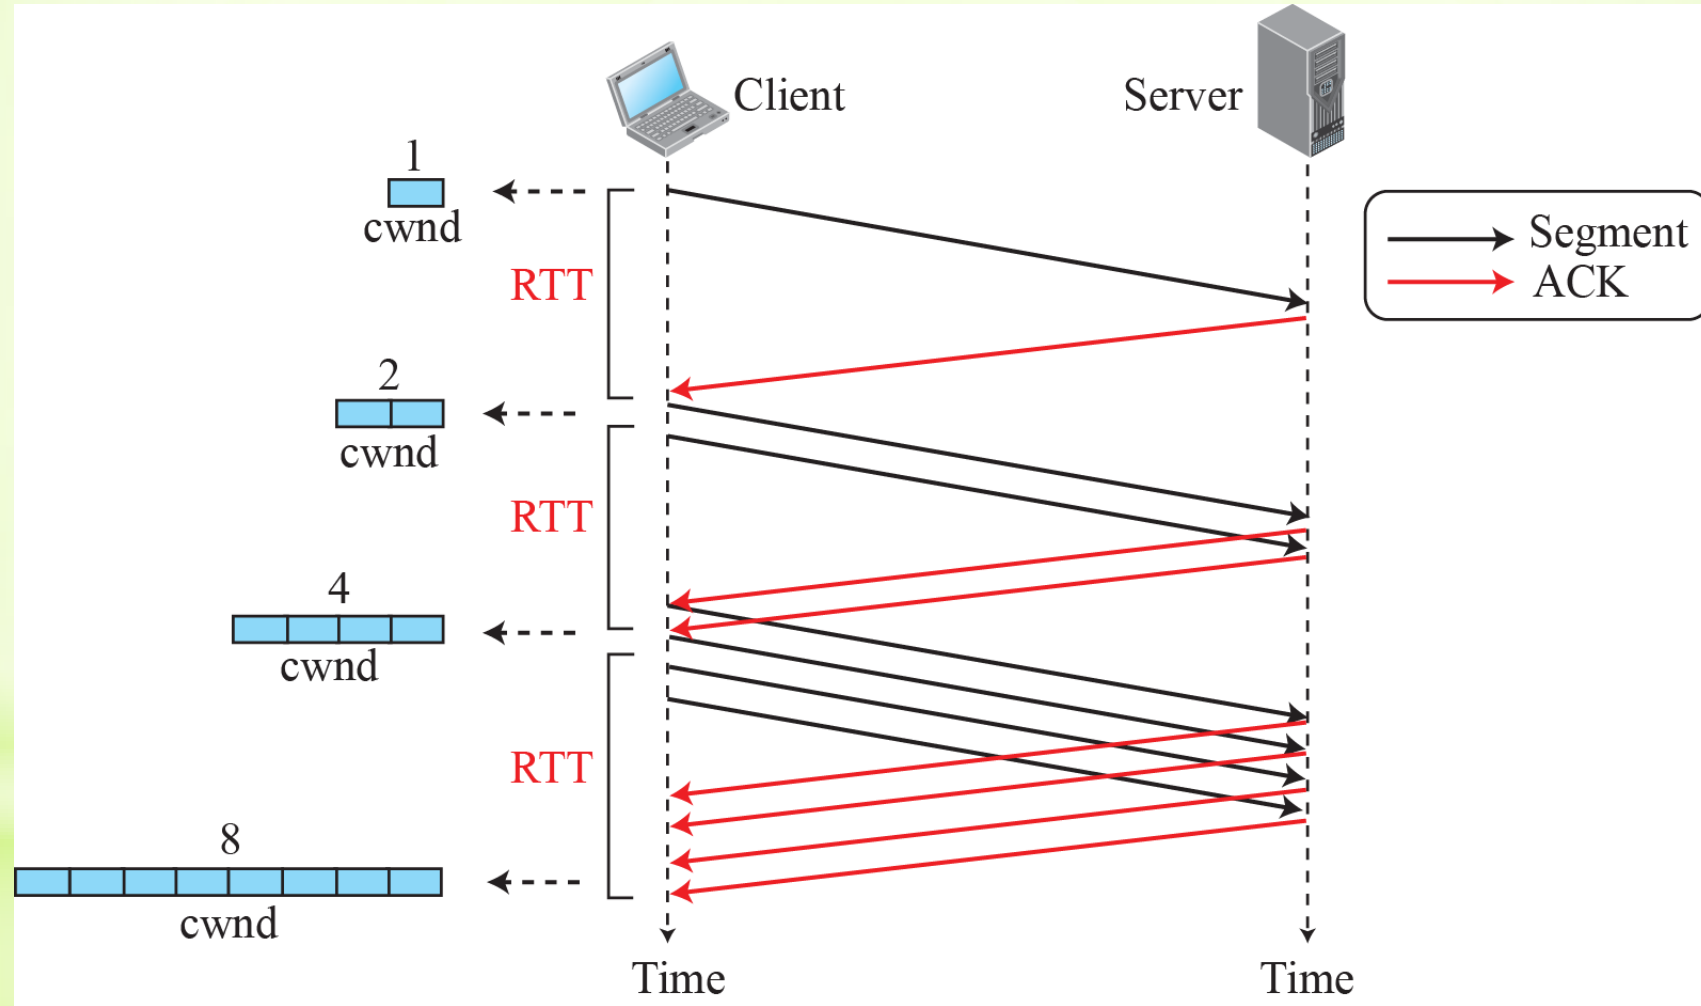 Client
Server
1
cwnd
Segment
RTT
ACK
2
cwnd
RTT
4
cwnd
RTT
8
cwnd
Time
Time